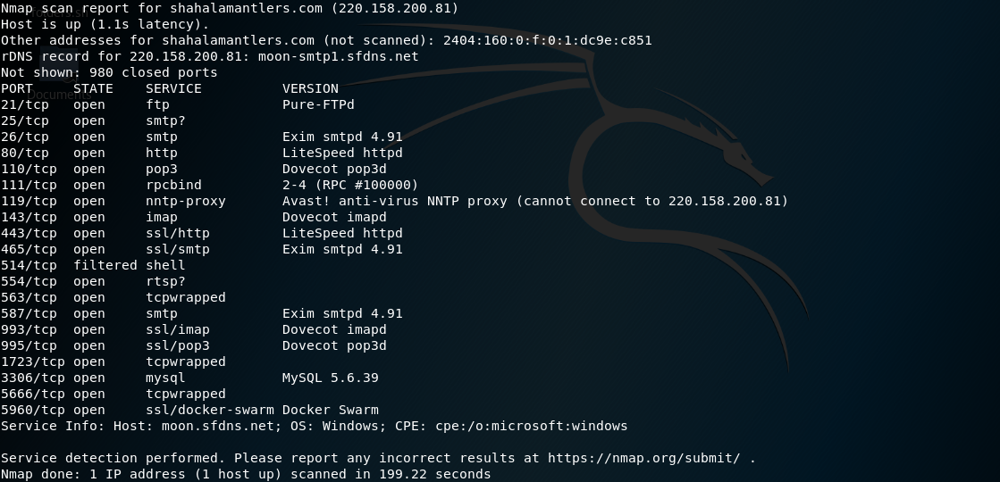 Nmap scan report for shahalamantlers.com (220.158.200.81)
folders.sh
Host is up (1.1s latency).
Other addresses for shahalamantlers.com (not scanned): 2404:160:0:f:0:1:dc9e:c851
rDNS record for 220.158.200.81: moon-smtp1.sfdns.net
Not shown: 980 closed ports
PORT     STATE    SERVICE          VERSION
Documents
21/tcp   open     ftp              Pure-FTPd
25/tcp   open     smtp?
26/tcp   open     smtp             Exim smtpd 4.91
80/tcp   open     http             LiteSpeed httpd
110/tcp  open     pop3             Dovecot pop3d
111/tcp  open     rpcbind          2-4 (RPC #100000)
119/tcp  open     nntp-proxy       Avast! anti-virus NNTP proxy (cannot connect to 220.158.200.81)
143/tcp  open     imap             Dovecot imapd
443/tcp  open     ssl/http         LiteSpeed httpd
465/tcp  open     ssl/smtp         Exim smtpd 4.91
514/tcp  filtered shell
554/tcp  open     rtsp?
563/tcp  open     tcpwrapped
587/tcp  open     smtp             Exim smtpd 4.91
993/tcp  open     ssl/imap         Dovecot imapd
995/tcp  open     ssl/pop3         Dovecot pop3d
1723/tcp open     tcpwrapped
3306/tcp open     mysql            MySQL 5.6.39
5666/tcp open     tcpwrapped
5960/tcp open     ssl/docker-swarm Docker Swarm
Service Info: Host: moon.sfdns.net; OS: Windows; CPE: cpe:/o:microsoft:windows
Service detection performed. Please report any incorrect results at https://nmap.org/submit/ .
Nmap done: 1 IP address (1 host up) scanned in 199.22 seconds